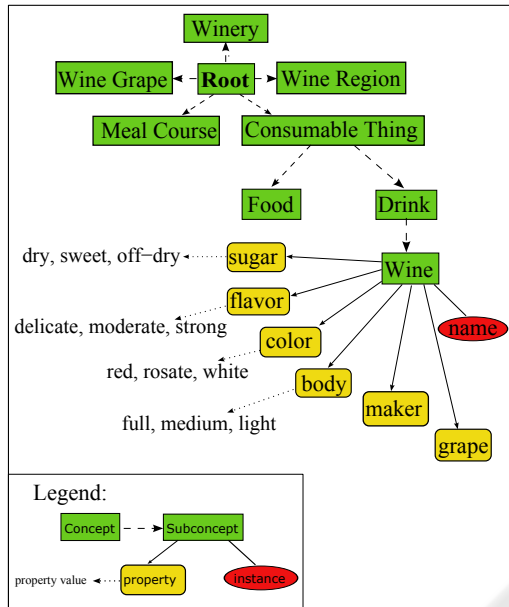 Winery
Wine Grape
Root
Wine Region
Meal Course
Consumable Thing
Food
Drink
dry, sweet, off−dry
sugar
Wine
flavor
delicate, moderate, strong
name
color
red, rosate, white
body
full, medium, light
maker
grape
Legend:
Concept
Subconcept
property value
property
instance